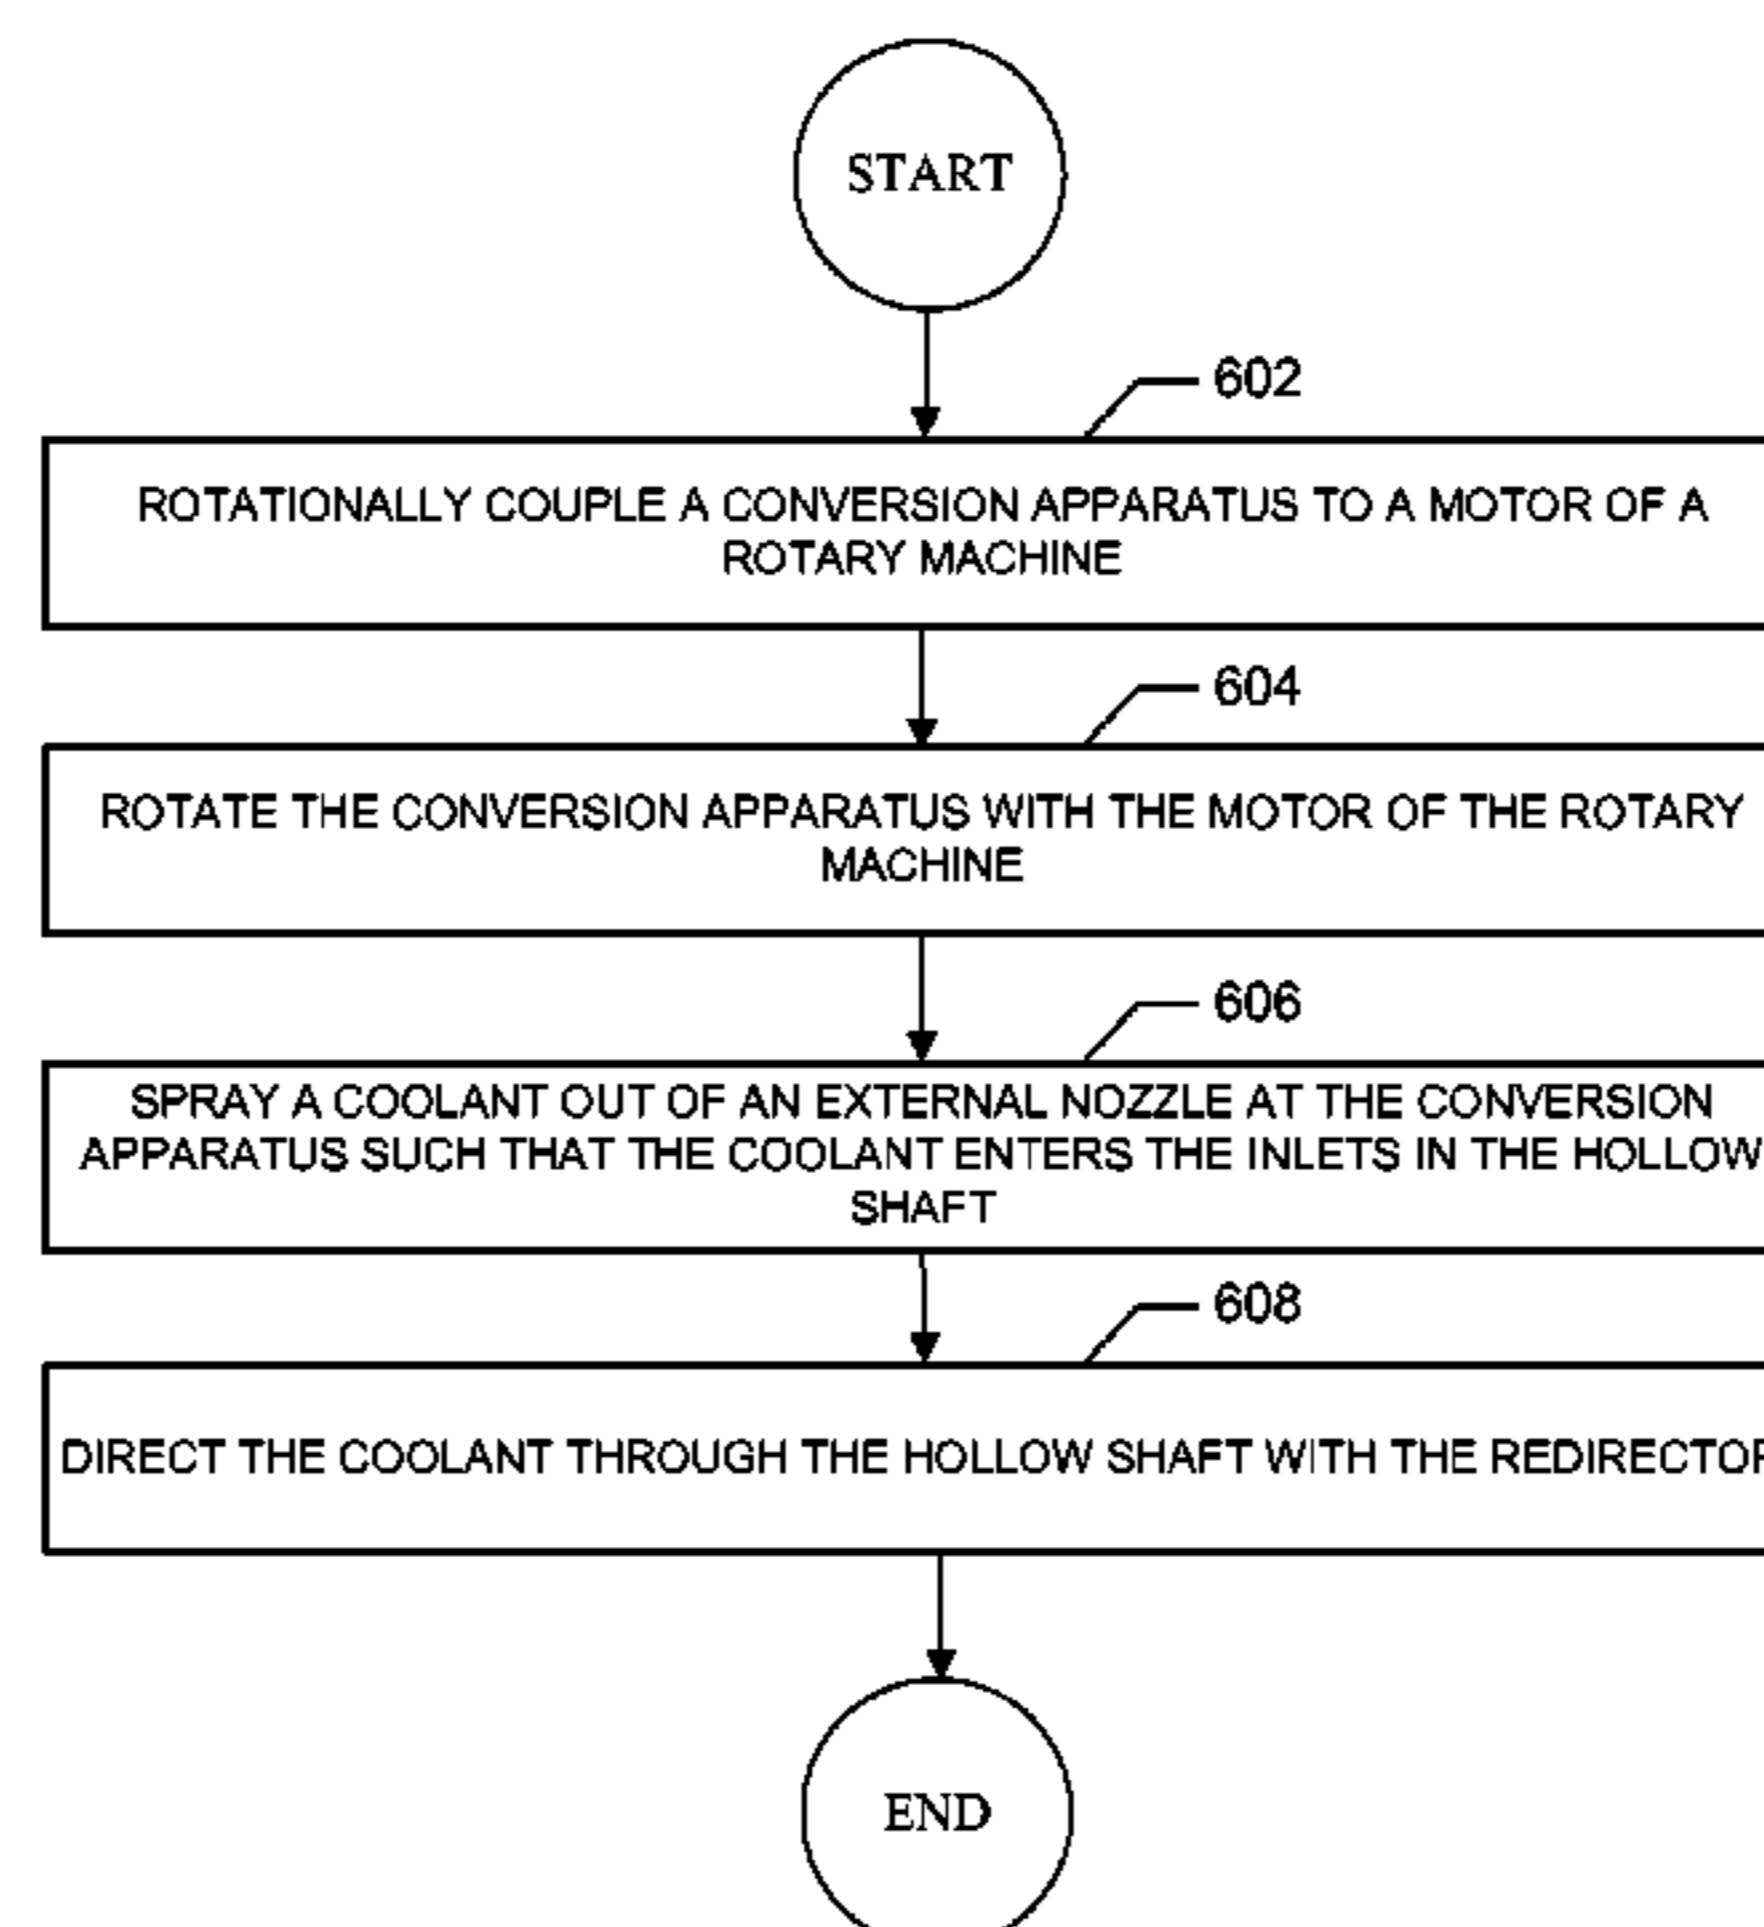 START
602
ROTATIONALLY COUPLE A CONVERSION APPARATUS TO A MOTOR OF A
ROTARY MACHINE
604
ROTATE THE CONVERSION APPARATUS WITH THE MOTOR OF THE ROTARY
MACHINE
606
SPRAY A COOLANT OUT OF AN EXTERNAL NOZZLE AT THE CONVERSION
APPARATUS SUCH THAT THE COOLANT ENTERS THE INLETS IN THE HOLLOW
SHAFT
608
DIRECT THE COOLANT THROUGH THE HOLLOW SHAFT WITH THE REDIRECTOR
END